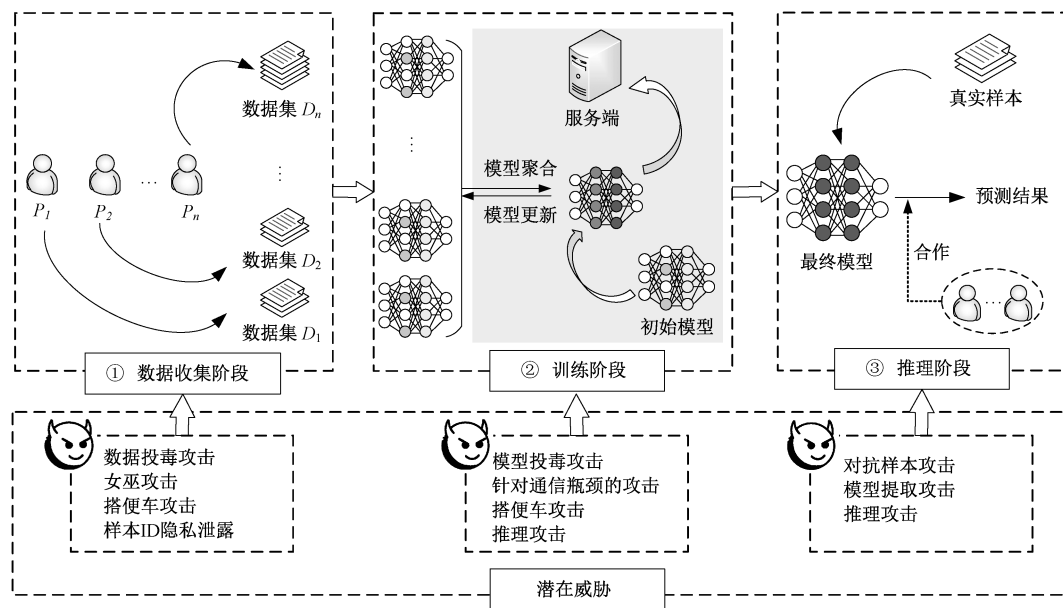 数据集 Dn
P1
P2
…
Pn
数据集 D2
数据集 D1
① 数据收集阶段
服务端
模型聚合
模型更新
初始模型
② 训练阶段
真实样本
预测结果
最终模型
合作
③ 推理阶段
数据投毒攻击
女巫攻击
搭便车攻击
样本ID隐私泄露
模型投毒攻击
针对通信瓶颈的攻击
搭便车攻击
推理攻击
对抗样本攻击
模型提取攻击
推理攻击
潜在威胁